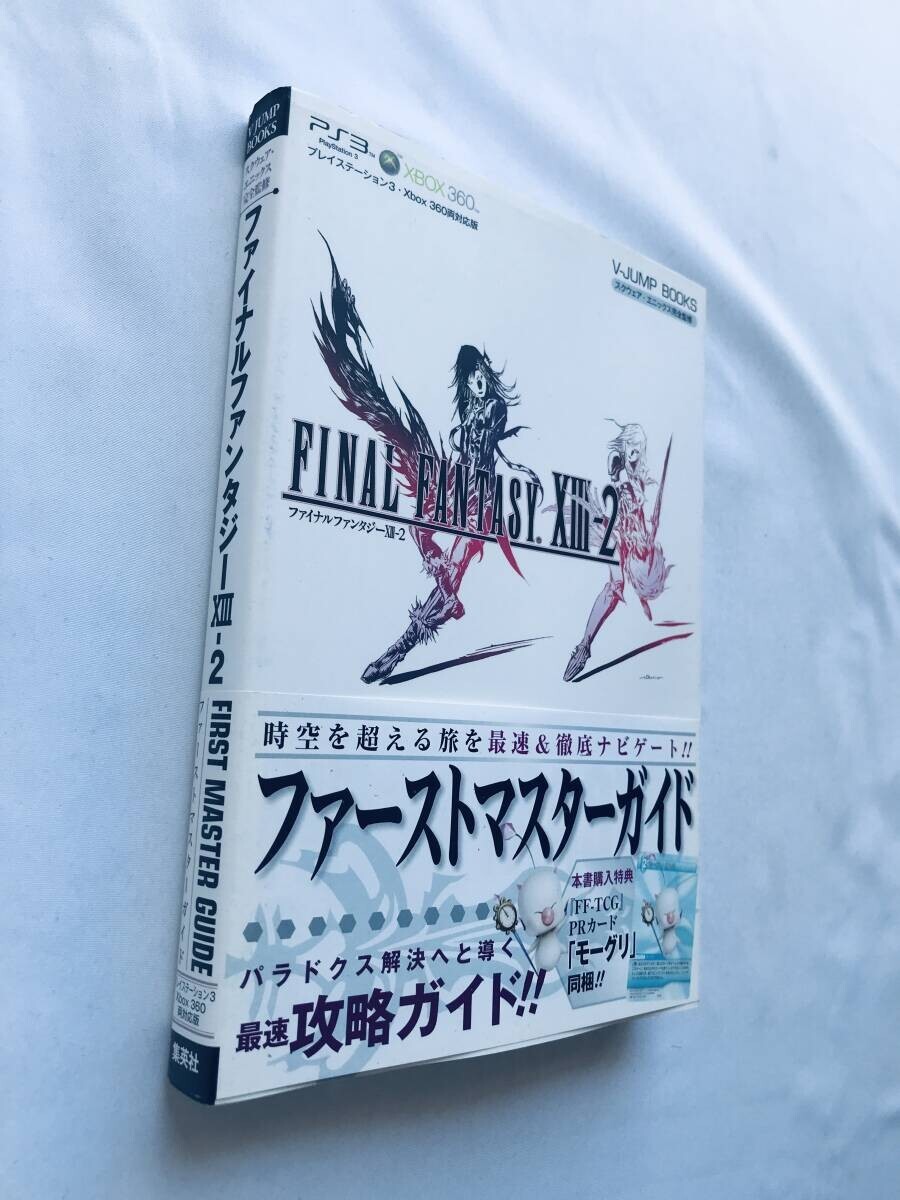 V-JUMP
BOOKS
スクウェア・
エニックス
完全監修
ファイナルファンタジーXIII-2
FIRST MASTER GUIDE
ファーストマスターガイド
プレイステーション3
Xbox 360
両対応版
集英社
PS3™
PlayStation 3
XBOX 360™
プレイステーション3・Xbox 360両対応版
V-JUMP BOOKS
スクウェア・エニックス完全監修
FINAL FANTASY® XIII-2
ファイナルファンタジーXIII-2
時空を超える旅を最速&徹底ナビゲート!!
ファーストマスターガイド
本書購入特典
「FF-TCG」
PRカード
「モーグリ」
同梱!!
パラドクス解決へと導く
最速攻略ガイド!!